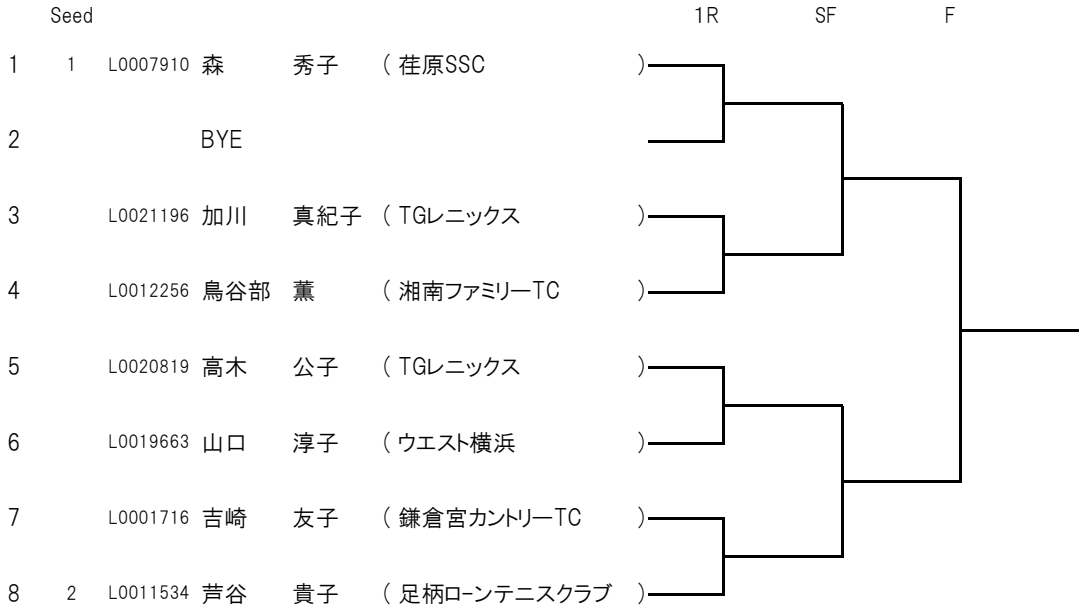 Seed 1R SF F
1 1 L0007910 森 秀子 ( 荏原SSC )
2 BYE
3 L0021196 加川 真紀子 ( TGレニックス )
4 L0012256 鳥谷部 薫 ( 湘南ファミリーTC )
5 L0020819 高木 公子 ( TGレニックス )
6 L0019663 山口 淳子 ( ウエスト横浜 )
7 L0001716 吉崎 友子 ( 鎌倉宮カントリーTC )
8 2 L0011534 芦谷 貴子 ( 足柄ローンテニスクラブ )